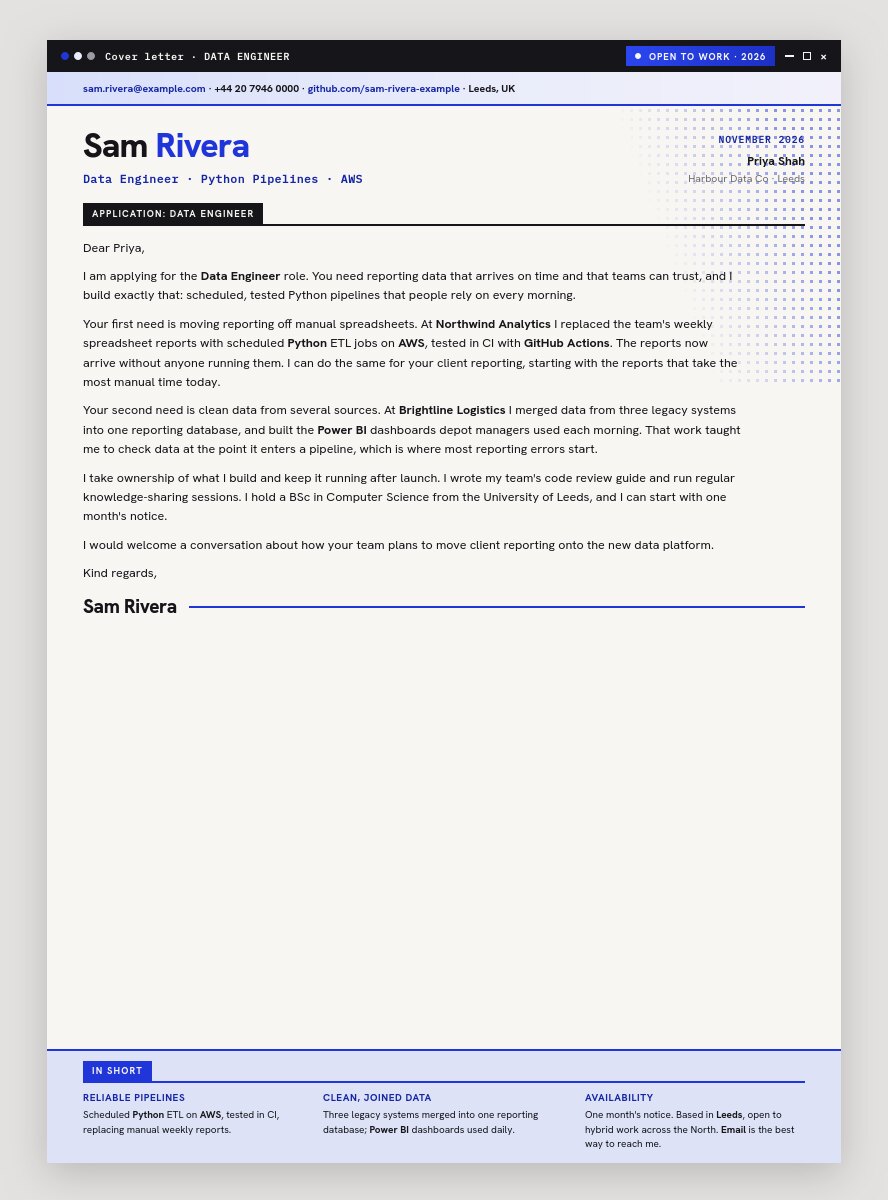 Cover letter · DATA ENGINEER
OPEN TO WORK · 2026
sam.rivera@example.com · +44 20 7946 0000 · github.com/sam-rivera-example · Leeds, UK
Sam Rivera
Data Engineer · Python Pipelines · AWS
NOVEMBER 2026
Priya Shah
Harbour Data Co · Leeds
APPLICATION: DATA ENGINEER
Dear Priya,
I am applying for the Data Engineer role. You need reporting data that arrives on time and that teams can trust, and I
build exactly that: scheduled, tested Python pipelines that people rely on every morning.
Your first need is moving reporting off manual spreadsheets. At Northwind Analytics I replaced the team's weekly
spreadsheet reports with scheduled Python ETL jobs on AWS, tested in CI with GitHub Actions. The reports now
arrive without anyone running them. I can do the same for your client reporting, starting with the reports that take the
most manual time today.
Your second need is clean data from several sources. At Brightline Logistics I merged data from three legacy systems
into one reporting database, and built the Power BI dashboards depot managers used each morning. That work taught
me to check data at the point it enters a pipeline, which is where most reporting errors start.
I take ownership of what I build and keep it running after launch. I wrote my team's code review guide and run regular
knowledge-sharing sessions. I hold a BSc in Computer Science from the University of Leeds, and I can start with one
month's notice.
I would welcome a conversation about how your team plans to move client reporting onto the new data platform.
Kind regards,
Sam Rivera
IN SHORT
RELIABLE PIPELINES
Scheduled Python ETL on AWS, tested in CI,
replacing manual weekly reports.
CLEAN, JOINED DATA
Three legacy systems merged into one reporting
database; Power BI dashboards used daily.
AVAILABILITY
One month's notice. Based in Leeds, open to
hybrid work across the North. Email is the best
way to reach me.